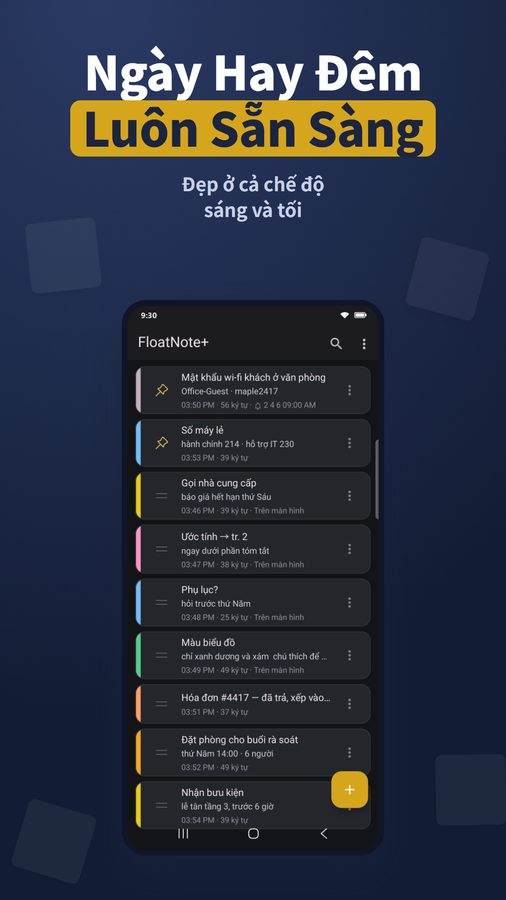 Ngày Hay Đêm
Luôn Sẵn Sàng
Đẹp ở cả chế độ
sáng và tối
9:30
FloatNote+
Mật khẩu wi-fi khách ở văn phòng
Office-Guest · maple2417
03:50 PM · 56 ký tự · 2 4 6 09:00 AM
Số máy lẻ
hành chính 214 · hỗ trợ IT 230
03:53 PM · 39 ký tự
Gọi nhà cung cấp
báo giá hết hạn thứ Sáu
03:46 PM · 39 ký tự · Trên màn hình
Ước tính → tr. 2
ngay dưới phần tóm tắt
03:47 PM · 38 ký tự · Trên màn hình
Phụ lục?
hỏi trước thứ Năm
03:48 PM · 25 ký tự · Trên màn hình
Màu biểu đồ
chỉ xanh dương và xám  chú thích để ...
03:49 PM · 49 ký tự · Trên màn hình
Hóa đơn #4417 — đã trả, xếp vào...
03:51 PM · 37 ký tự
Đặt phòng cho buổi rà soát
thứ Năm 14:00 · 6 người
03:52 PM · 49 ký tự
Nhận bưu kiện
lễ tân tầng 3, trước 6 giờ
03:54 PM · 39 ký tự